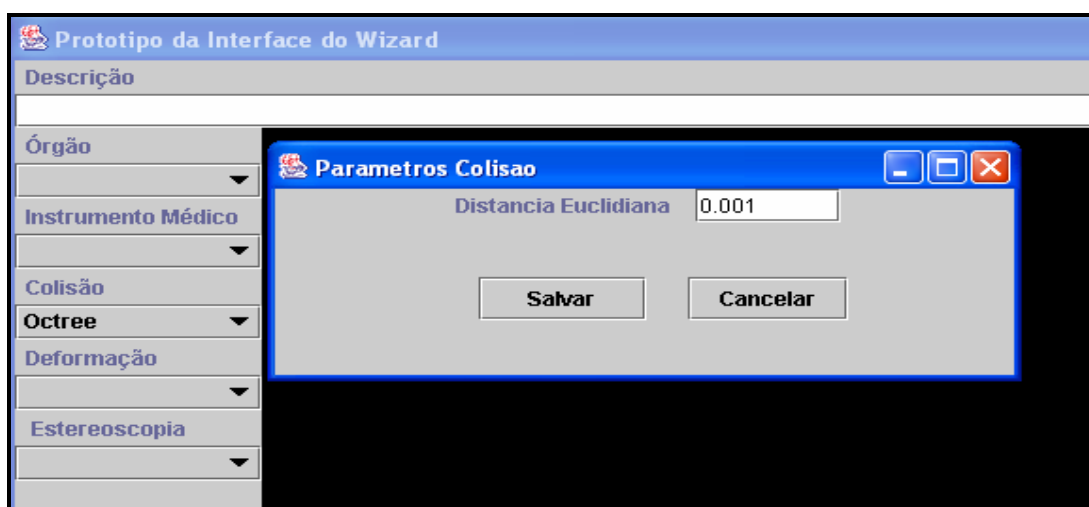 Prototipo da Interface do Wizard
Descrição
Órgão
Instrumento Médico
Colisão
Octree
Deformação
Estereoscopia
Parametros Colisao
Distancia Euclidiana 0.001
Salvar Cancelar